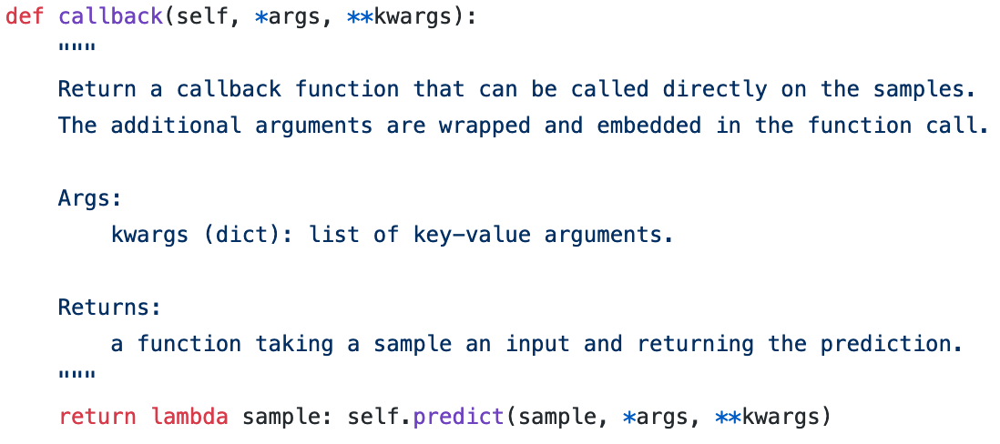 def callback(self, *args, **kwargs):
    """
    Return a callback function that can be called directly on the samples.
    The additional arguments are wrapped and embedded in the function call.

    Args:
        kwargs (dict): list of key-value arguments.

    Returns:
        a function taking a sample an input and returning the prediction.
    """
    return lambda sample: self.predict(sample, *args, **kwargs)